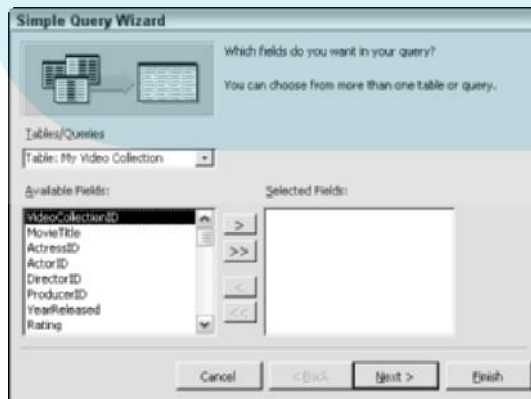 Simple Query Wizard
Which fields do you want in your query?
You can choose from more than one table or query.
Tables/Queries
Table: My Video Collection
Available Fields:
Selected Fields:
VideoCollectionID
MovieTitle
ActressID
ActorID
DirectorID
ProducerID
YearReleased
Rating
>
>>
<
<<
Cancel
< Back
Next >
Finish